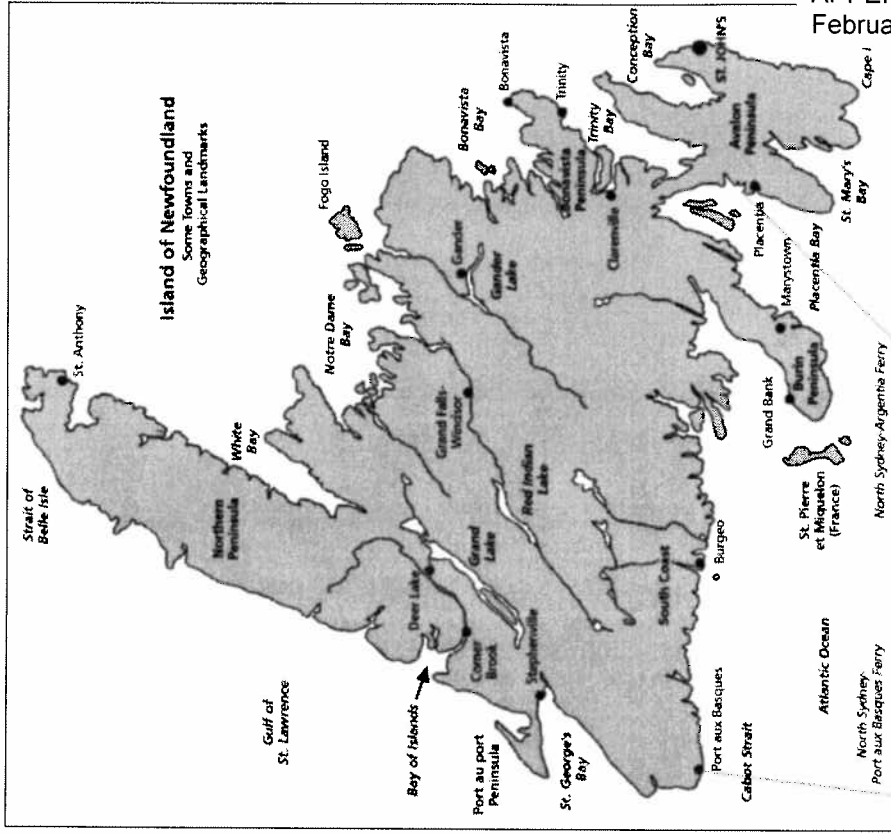 Februa
Island of Newfoundland
Some Towns and
Geographical Landmarks
Strait of
Belle Isle
St. Anthony
Northern
Peninsula
White
Bay
Notre Dame
Bay
Fogo Island
Gulf of
St. Lawrence
Bay of Islands
Deer Lake
Corner
Brook
Grand
Lake
Grand Falls-
Windsor
Gander
Gander
Lake
Bonavista
Bay
Bonavista
Trinity
Bonavista
Peninsula
Trinity
Bay
Conception
Bay
ST. JOHN'S
Port au port
Peninsula
Stephenville
St. George's
Bay
Red Indian
Lake
Clarenville
Avalon
Peninsula
South Coast
Burgeo
Port aux Basques
Cabot Strait
Placentia
St. Mary's
Bay
Marystown
Placentia Bay
Grand Bank
Burin
Peninsula
St. Pierre
et Miquelon
(France)
Atlantic Ocean
North Sydney-
Port aux Basques Ferry
North Sydney-Argentia Ferry
Cape